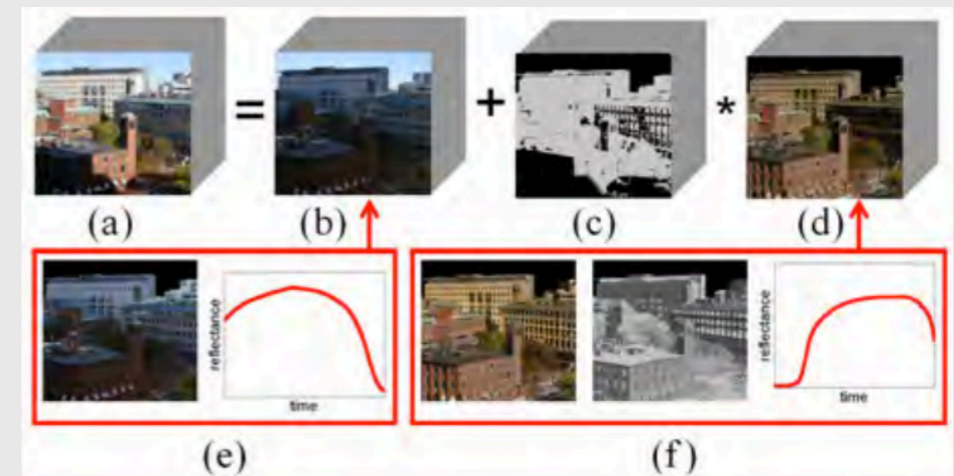 = + *
(a) (b) (c) (d)
reflectance
time
reflectance
time
(e) (f)